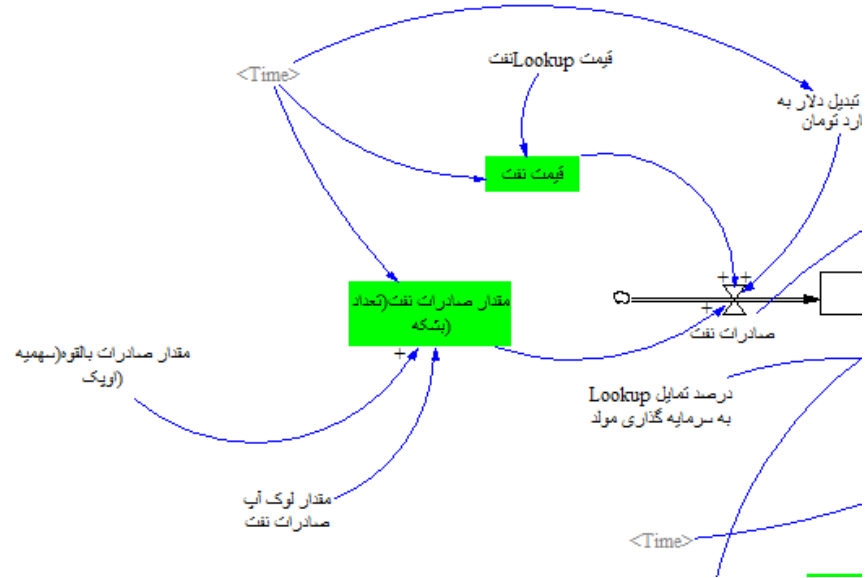 <Time>
قیمت Lookupنفت
تبدیل دلار به
ارد تومان
قیمت نفت
مقدار صادرات نفت(تعداد
(بشکه
صادرات نفت
مقدار صادرات بالقوه(سهمیه
(اوپک
درصد تمایل Lookup
به سرمایه گذاری مولد
مقدار لوک آپ
صادرات نفت
<Time>